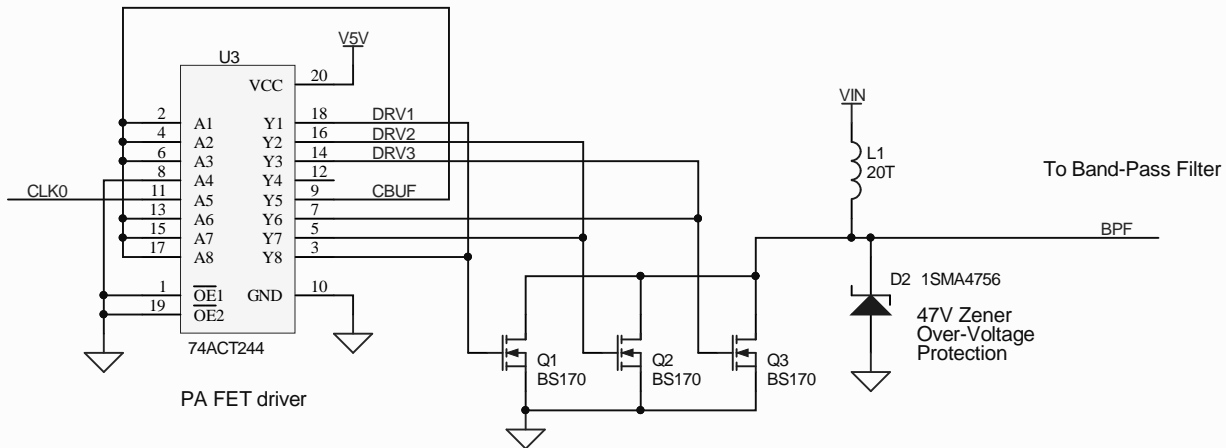 U3
V5V
VCC 20
2 A1 Y1 18 DRV1
4 A2 Y2 16 DRV2
6 A3 Y3 14 DRV3
8 A4 Y4 12
CLK0 11 A5 Y5 9 CBUF
13 A6 Y6 7
15 A7 Y7 5
17 A8 Y8 3
1 OE1 GND 10
19 OE2
74ACT244
PA FET driver
Q1
BS170
Q2
BS170
Q3
BS170
VIN
L1
20T
To Band-Pass Filter
BPF
D2 1SMA4756
47V Zener
Over-Voltage
Protection